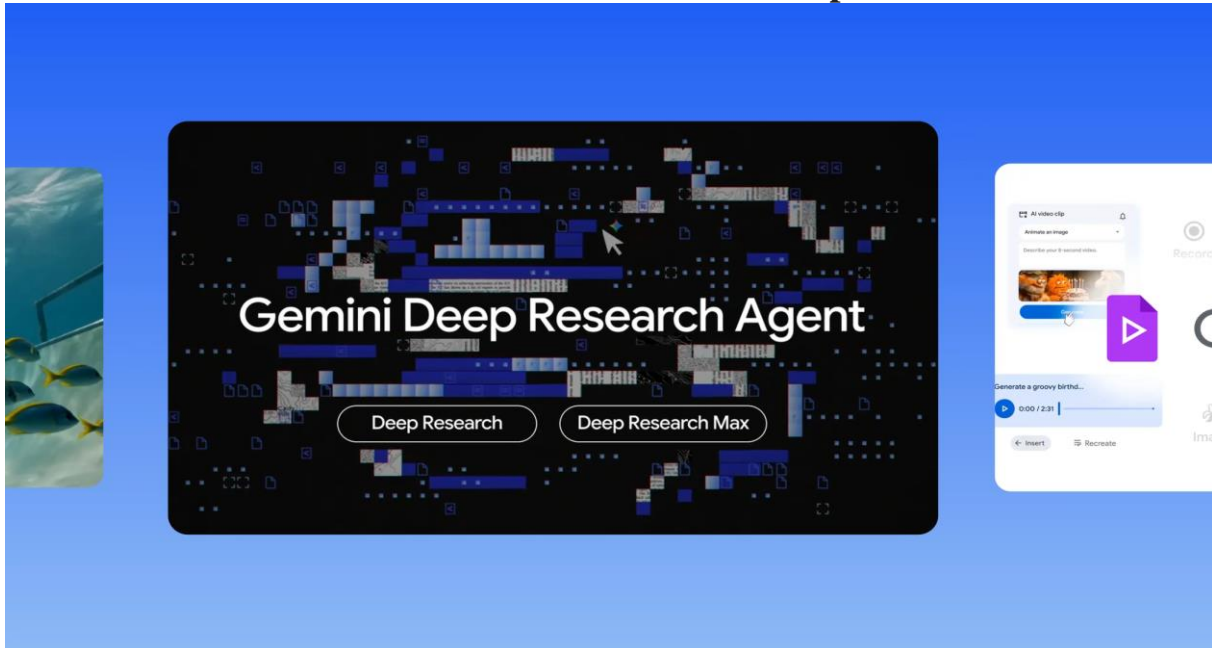 Gemini Deep Research Agent
Deep Research
Deep Research Max
AI video clip
Animate an image
Describe your 8-second video
Generate a groovy birthd...
0:00 / 2:31
Insert
Recreate
Record